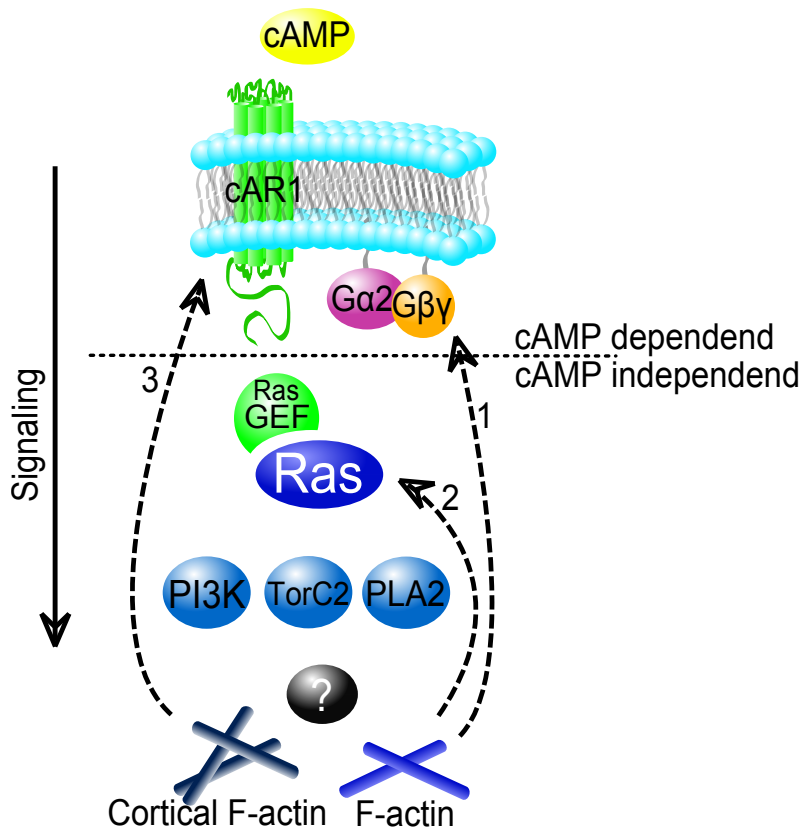 cAMP
cAR1
Gα2
Gβγ
cAMP dependend
cAMP independend
3
1
Ras
GEF
Ras
2
Signaling
PI3K
TorC2
PLA2
?
Cortical F-actin
F-actin